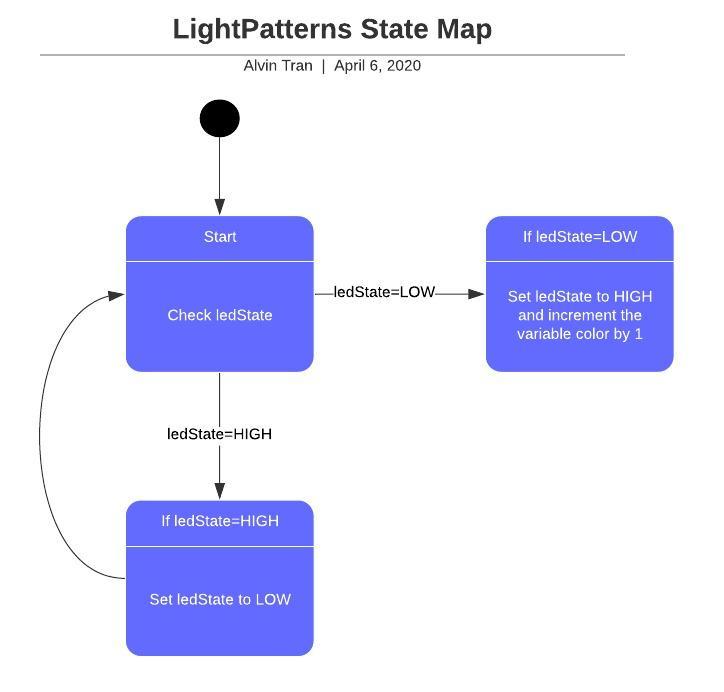 LightPatterns State Map
Alvin Tran | April 6, 2020
Start
Check ledState
ledState=LOW
If ledState=LOW
Set ledState to HIGH
and increment the
variable color by 1
ledState=HIGH
If ledState=HIGH
Set ledState to LOW